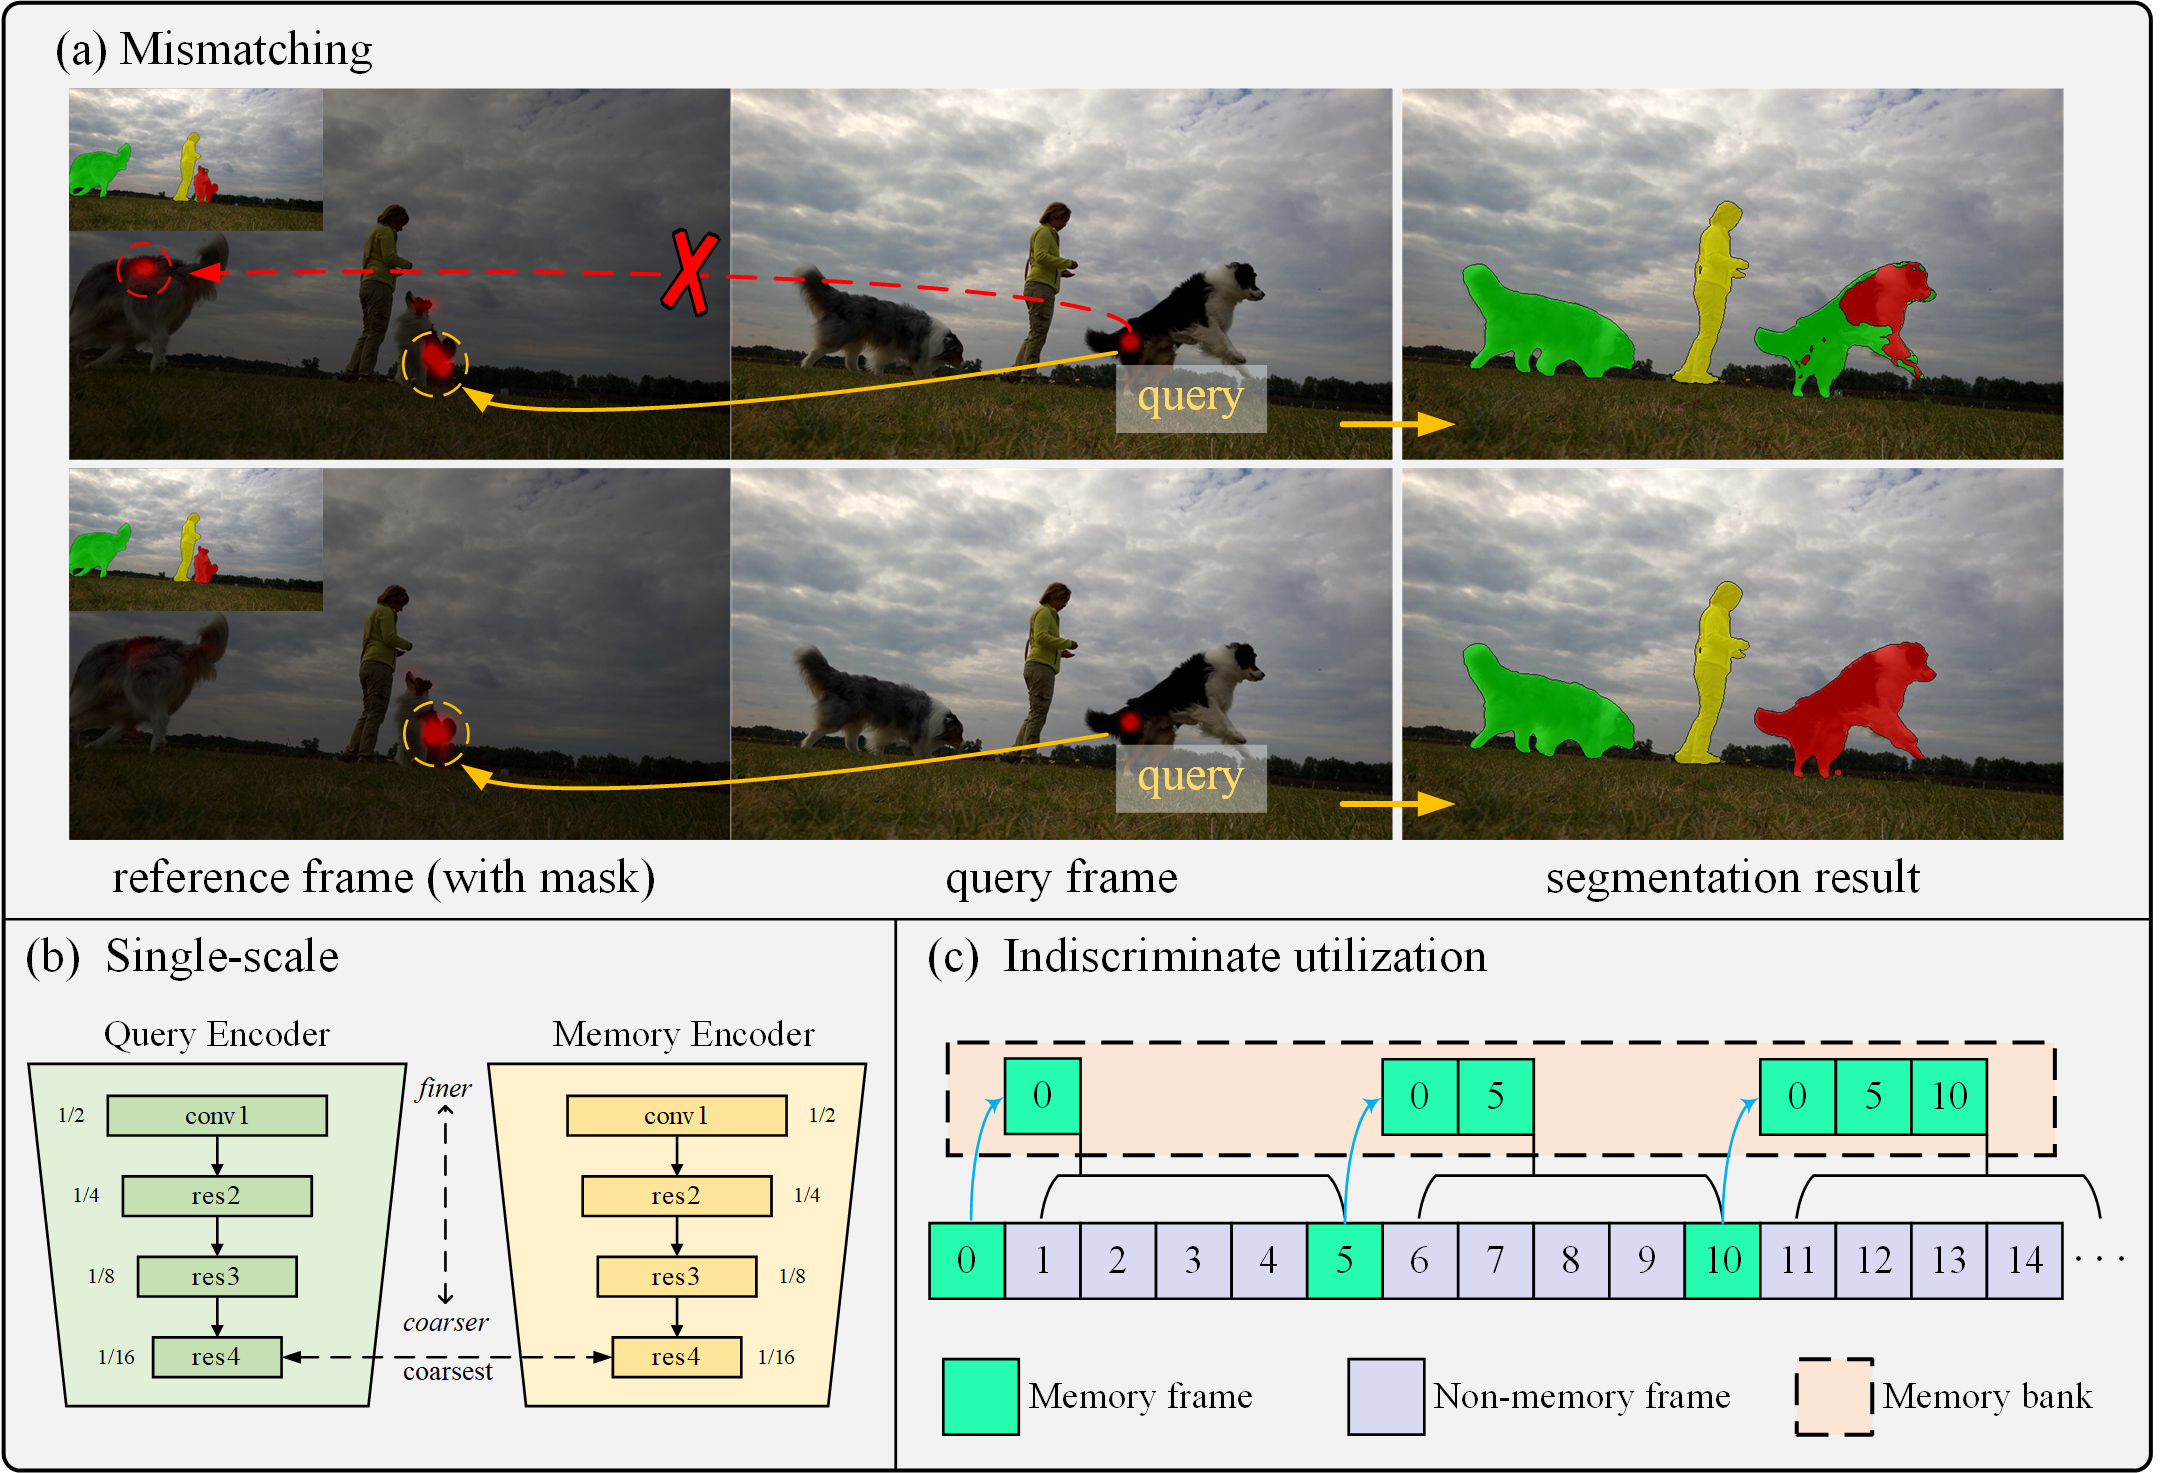 (a) Mismatching
query
query
reference frame (with mask)
query frame
segmentation result
(b) Single-scale
Query Encoder
Memory Encoder
finer
1/2
conv1
conv1
1/2
1/4
res2
res2
1/4
1/8
res3
res3
1/8
coarser
1/16
res4
res4
1/16
coarsest
(c) Indiscriminate utilization
0
0 5
0 5 10
0 1 2 3 4 5 6 7 8 9 10 11 12 13 14 ...
Memory frame
Non-memory frame
Memory bank